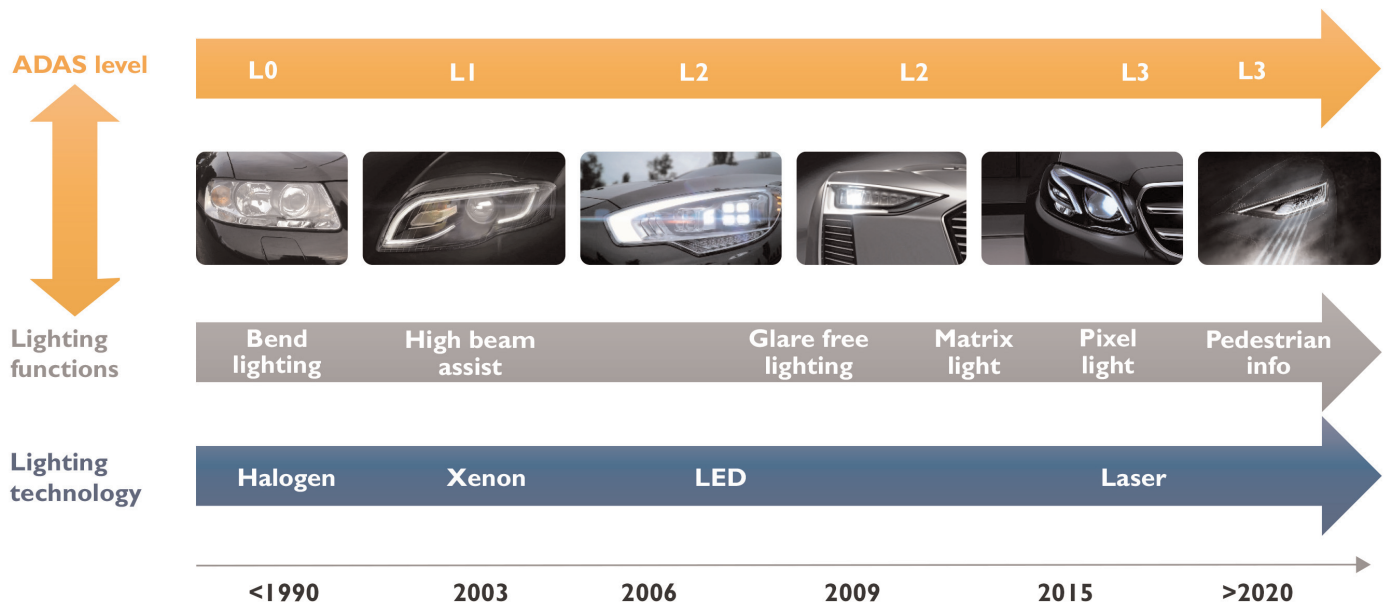 ADAS level
L0
L1
L2
L2
L3
L3
Lighting
functions
Bend
lighting
High beam
assist
Glare free
lighting
Matrix
light
Pixel
light
Pedestrian
info
Lighting
technology
Halogen
Xenon
LED
Laser
<1990
2003
2006
2009
2015
>2020